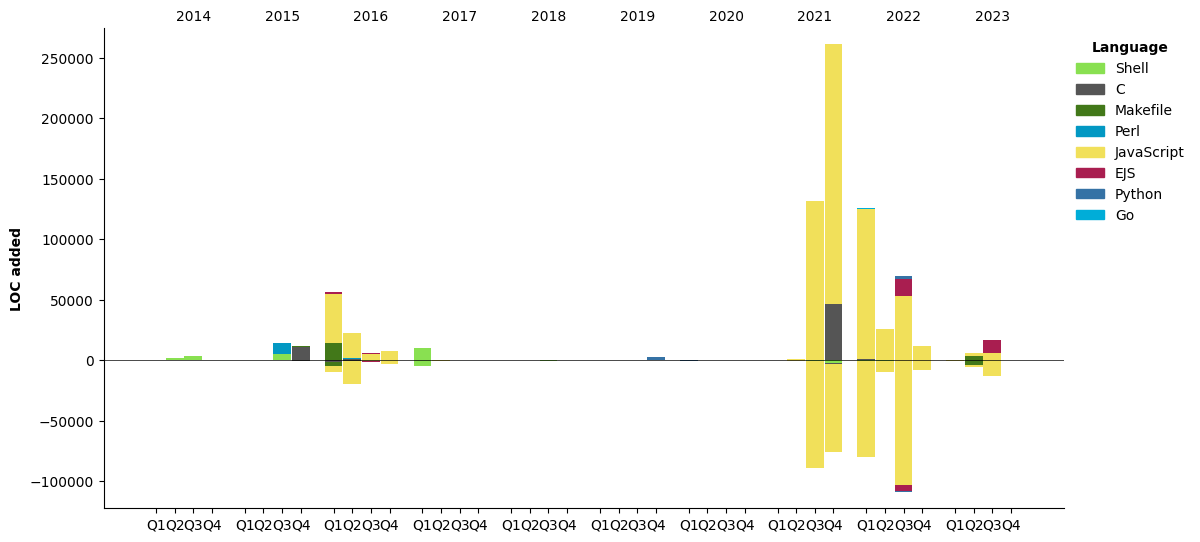 2014 2015 2016 2017 2018 2019 2020 2021 2022 2023
LOC added
250000
200000
150000
100000
50000
0
−50000
−100000
Q1Q2Q3Q4 Q1Q2Q3Q4 Q1Q2Q3Q4 Q1Q2Q3Q4 Q1Q2Q3Q4 Q1Q2Q3Q4 Q1Q2Q3Q4 Q1Q2Q3Q4 Q1Q2Q3Q4 Q1Q2Q3Q4
Language
Shell
C
Makefile
Perl
JavaScript
EJS
Python
Go